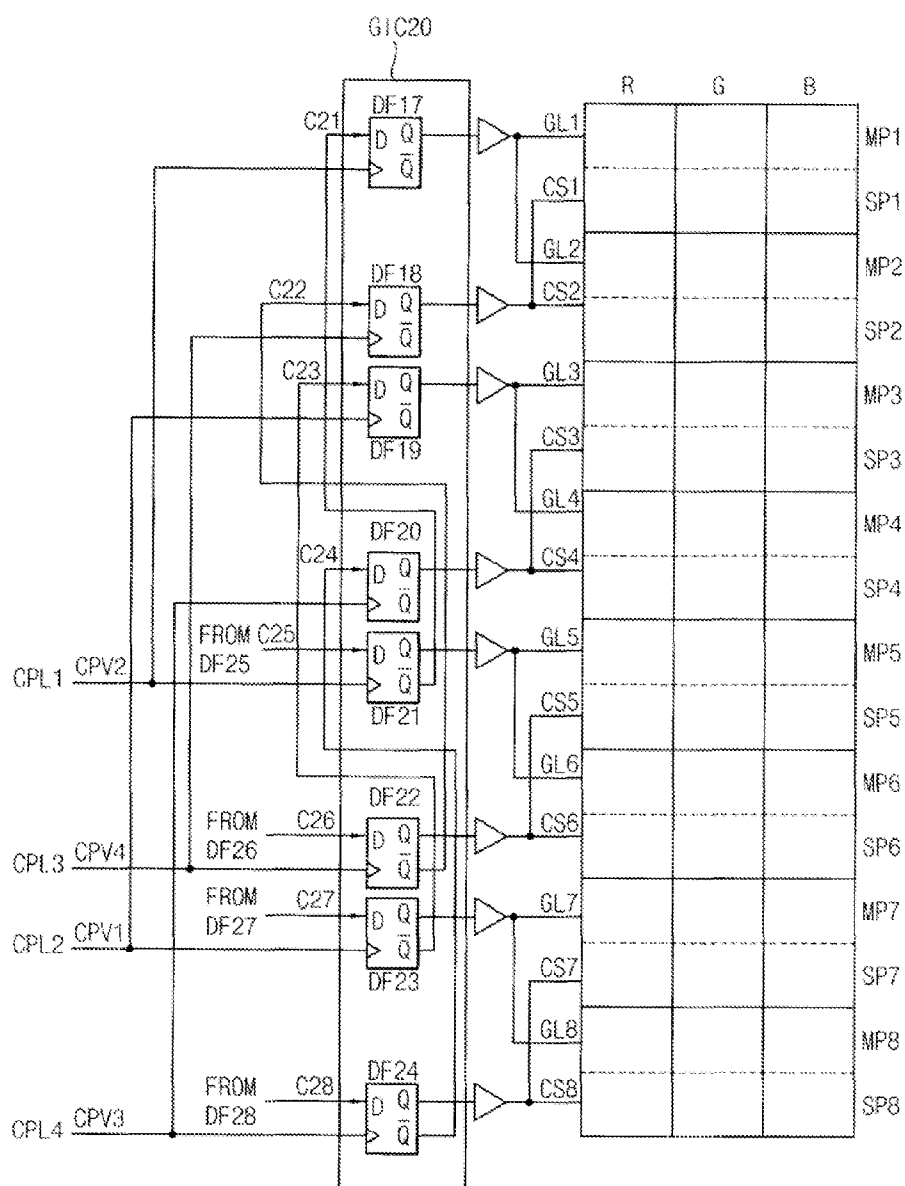 GIC20
R G B
DF17
C21 D Q GL1 MP1
Q̅
CS1 SP1
GL2 MP2
DF18
C22 D Q CS2 SP2
Q̅
C23 D Q GL3 MP3
Q̅
DF19
CS3 SP3
GL4 MP4
DF20
C24 D Q CS4 SP4
Q̅
FROM C25 D Q GL5 MP5
CPL1 CPV2 DF25 Q̅
DF21
CS5 SP5
GL6 MP6
DF22
FROM C26 D Q CS6 SP6
CPL3 CPV4 DF26 Q̅
FROM C27 D Q GL7 MP7
CPL2 CPV1 DF27 Q̅
DF23
CS7 SP7
GL8 MP8
DF24
FROM C28 D Q CS8 SP8
CPL4 CPV3 DF28 Q̅